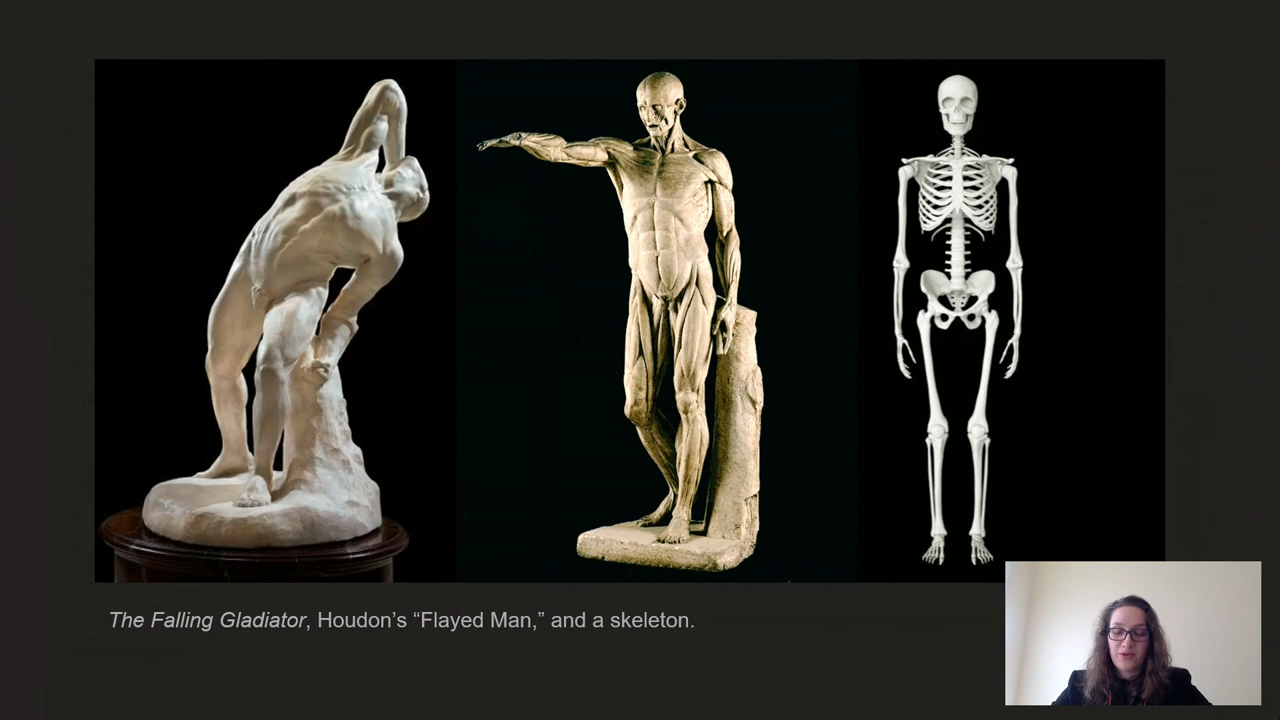 The Falling Gladiator, Houdon’s “Flayed Man,” and a skeleton.